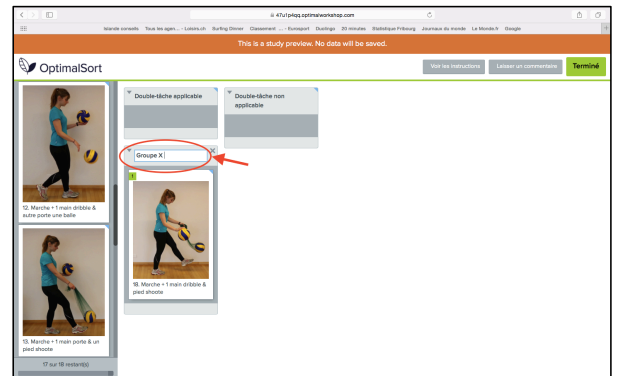 47u1p4qq.optimalworkshop.com
Islande conseils Tous les agen... - Loisirs.ch Surfing Dinner Classement ... - Eurosport Duolingo 20 minutes Statistique Fribourg Journaux du monde Le Monde.fr Google
This is a study preview. No data will be saved.
OptimalSort
Voir les instructions Laisser un commentaire Terminé
12. Marche + 1 main dribble &
autre porte une balle
13. Marche + 1 main porte & un
pied shoote
17 sur 18 restant(s)
Double-tâche applicable
Double-tâche non
applicable
Groupe X
1
18. Marche + 1 main dribble &
pied shoote